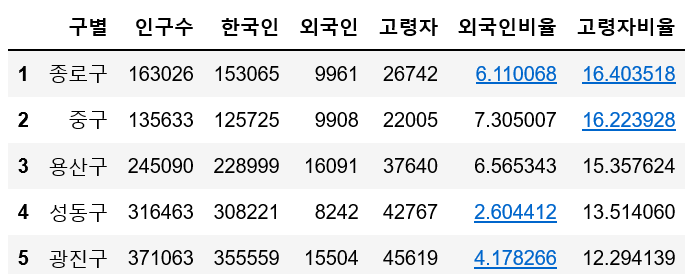 구별 인구수 한국인 외국인 고령자 외국인비율 고령자비율
1 종로구 163026 153065 9961 26742 6.110068 16.403518
2 중구 135633 125725 9908 22005 7.305007 16.223928
3 용산구 245090 228999 16091 37640 6.565343 15.357624
4 성동구 316463 308221 8242 42767 2.604412 13.514060
5 광진구 371063 355559 15504 45619 4.178266 12.294139